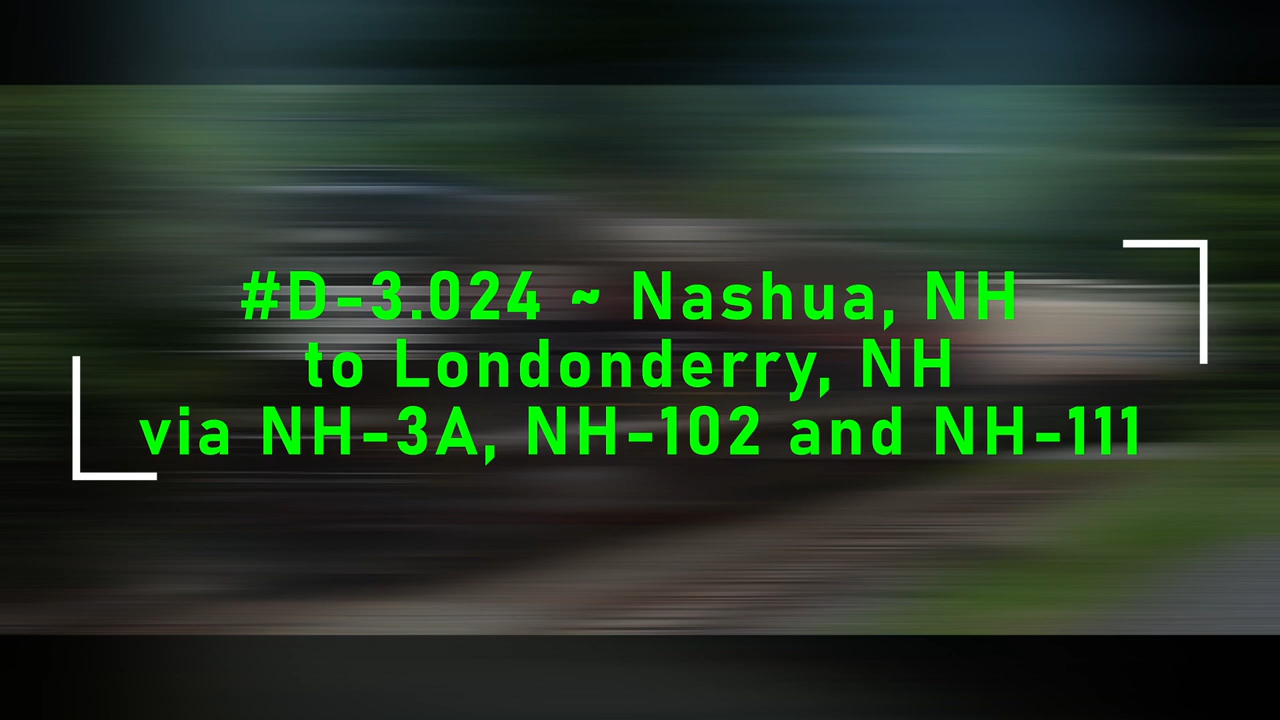 #D-3.024 ~ Nashua, NH
to Londonderry, NH
via NH-3A, NH-102 and NH-111